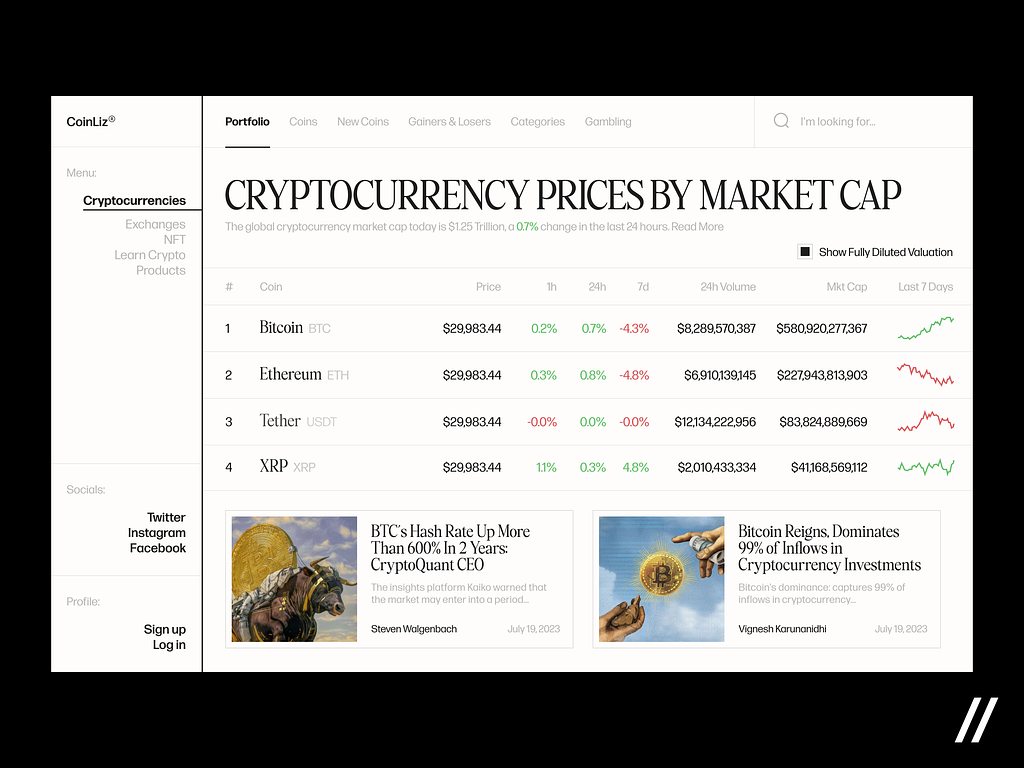 CoinLiz®
Portfolio Coins New Coins Gainers & Losers Categories Gambling
I'm looking for...
Menu:
Cryptocurrencies
Exchanges
NFT
Learn Crypto
Products
Socials:
Twitter
Instagram
Facebook
Profile:
Sign up
Log in
CRYPTOCURRENCY PRICES BY MARKET CAP
The global cryptocurrency market cap today is $1.25 Trillion, a 0.7% change in the last 24 hours. Read More
Show Fully Diluted Valuation
# Coin Price 1h 24h 7d 24h Volume Mkt Cap Last 7 Days
1 Bitcoin BTC $29,983.44 0.2% 0.7% -4.3% $8,289,570,387 $580,920,277,367
2 Ethereum ETH $29,983.44 0.3% 0.8% -4.8% $6,910,139,145 $227,943,813,903
3 Tether USDT $29,983.44 -0.0% 0.0% -0.0% $12,134,222,956 $83,824,889,669
4 XRP XRP $29,983.44 1.1% 0.3% 4.8% $2,010,433,334 $41,168,569,112
BTC's Hash Rate Up More
Than 600% In 2 Years:
CryptoQuant CEO
The insights platform Kaiko warned that
the market may enter into a period...
Steven Walgenbach July 19,2023
Bitcoin Reigns, Dominates
99% of Inflows in
Cryptocurrency Investments
Bitcoin's dominance: captures 99% of
inflows in cryptocurrency...
Vignesh Karunanidhi July 19,2023